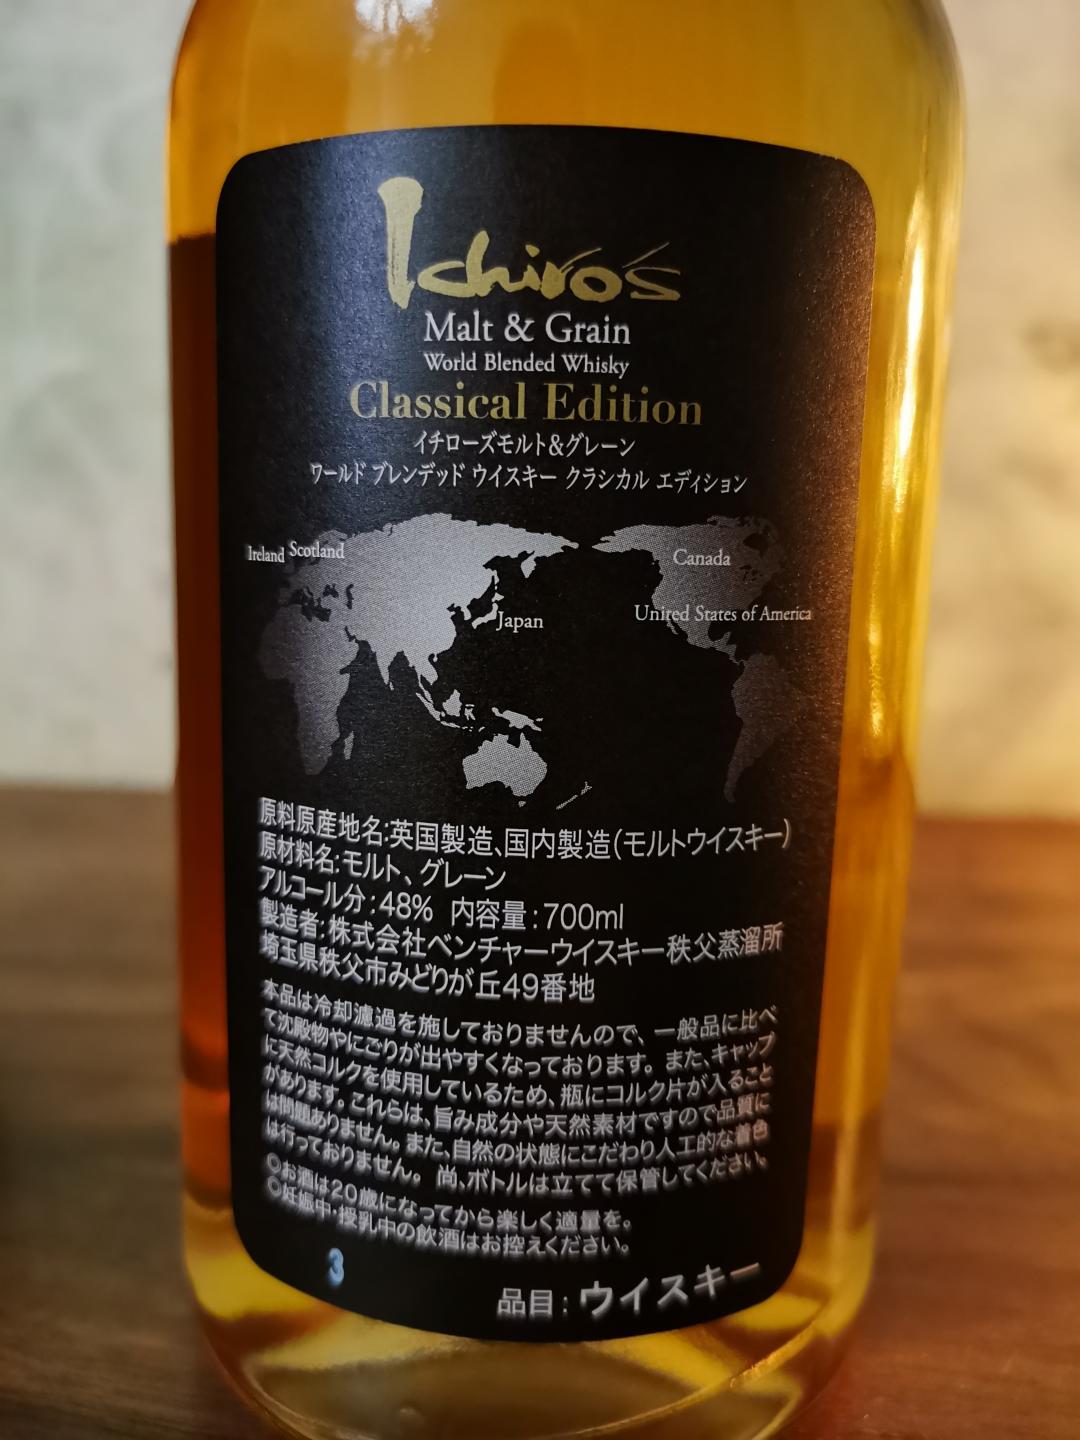 Ichiro's
Malt & Grain
World Blended Whisky
Classical Edition
イチローズモルト&グレーン
ワールド ブレンデッド ウイスキー クラシカル エディション
Ireland Scotland
Canada
Japan
United States of America
原料原産地名:英国製造、国内製造(モルトウイスキー)
原材料名:モルト、グレーン
アルコール分:48% 内容量:700ml
製造者:株式会社ベンチャーウイスキー秩父蒸溜所
埼玉県秩父市みどりが丘49番地
本品は冷却濾過を施しておりませんので、一般品に比べ
て沈殿物やにごりが出やすくなっております。また、キャップ
に天然コルクを使用しているため、瓶にコルク片が入ること
があります。これらは、旨み成分や天然素材ですので品質に
は問題ありません。また、自然の状態にこだわり人工的な着色
は行っておりません。 尚、ボトルは立てて保管してください。
◎お酒は20歳になってから楽しく適量を。
◎妊娠中・授乳中の飲酒はお控えください。
3
品目:ウイスキー